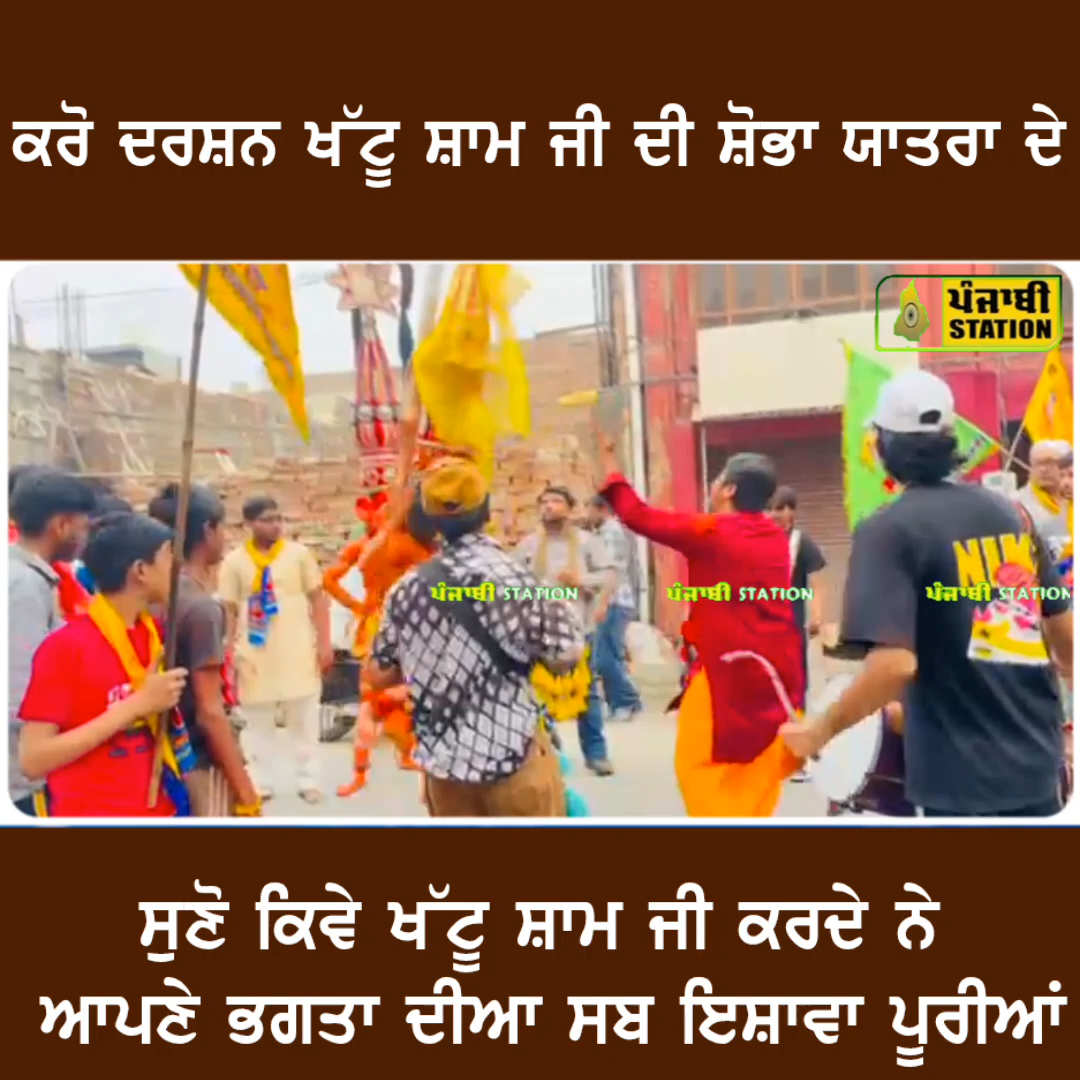 ਕਰੋ ਦਰਸ਼ਨ ਖੱਟੂ ਸ਼ਾਮ ਜੀ ਦੀ ਸ਼ੋਭਾ ਯਾਤਰਾ ਦੇ
ਪੰਜਾਬੀ
STATION
ਪੰਜਾਬੀ STATION ਪੰਜਾਬੀ STATION ਪੰਜਾਬੀ STATION
ਸੁਣੋ ਕਿਵੇ ਖੱਟੂ ਸ਼ਾਮ ਜੀ ਕਰਦੇ ਨੇ
ਆਪਣੇ ਭਗਤਾ ਦੀਆ ਸਬ ਇਸ਼ਾਵਾ ਪੂਰੀਆਂ